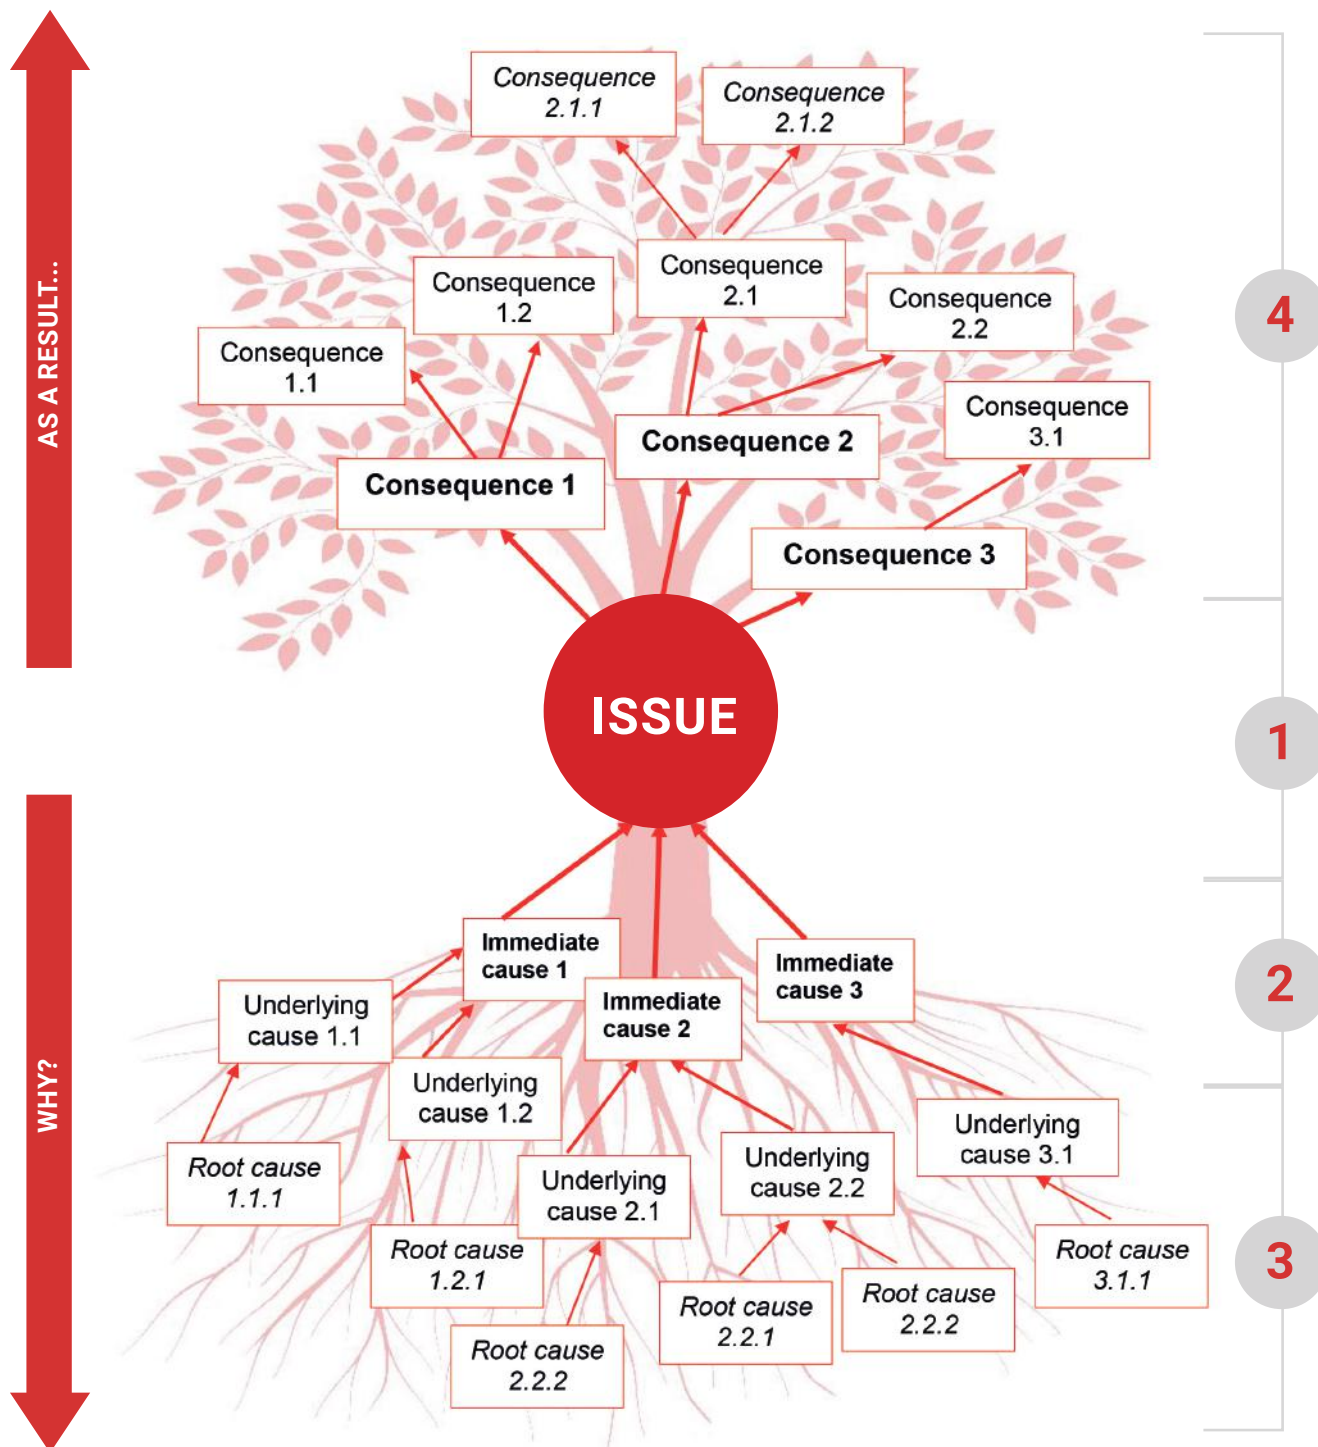 AS A RESULT...
Consequence
2.1.1
Consequence
2.1.2
Consequence
1.2
Consequence
2.1
Consequence
2.2
Consequence
1.1
Consequence
3.1
Consequence 2
Consequence 1
Consequence 3
4
ISSUE
1
WHY?
Immediate
cause 1
Immediate
cause 2
Immediate
cause 3
2
Underlying
cause 1.1
Underlying
cause 1.2
Underlying
cause 2.1
Underlying
cause 2.2
Underlying
cause 3.1
Root cause
1.1.1
Root cause
1.2.1
Root cause
2.2.2
Root cause
2.2.1
Root cause
2.2.2
Root cause
3.1.1
3